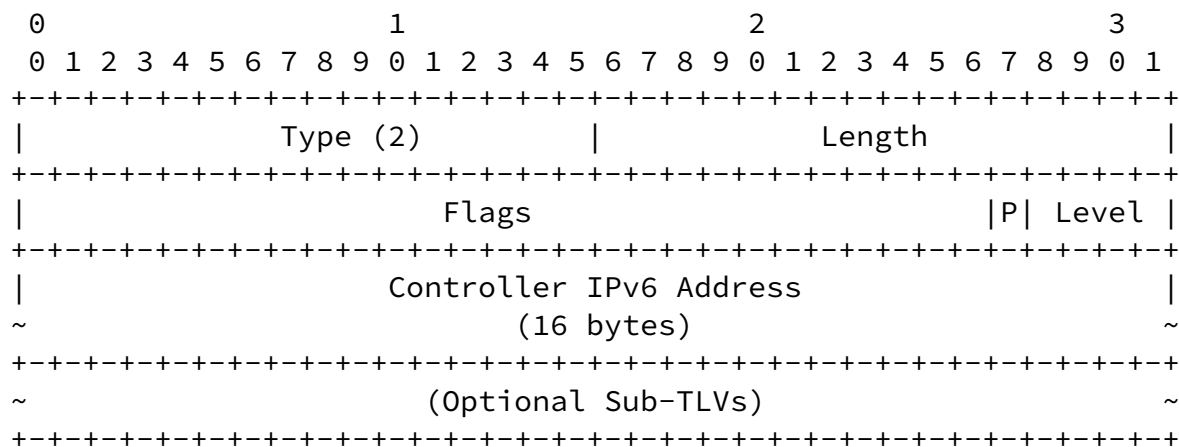 0                   1                   2                   3
 0 1 2 3 4 5 6 7 8 9 0 1 2 3 4 5 6 7 8 9 0 1 2 3 4 5 6 7 8 9 0 1
+-+-+-+-+-+-+-+-+-+-+-+-+-+-+-+-+-+-+-+-+-+-+-+-+-+-+-+-+-+-+-+-+
|              Type (2)         |            Length             |
+-+-+-+-+-+-+-+-+-+-+-+-+-+-+-+-+-+-+-+-+-+-+-+-+-+-+-+-+-+-+-+-+
|                       Flags                         |P| Level |
+-+-+-+-+-+-+-+-+-+-+-+-+-+-+-+-+-+-+-+-+-+-+-+-+-+-+-+-+-+-+-+-+
|                    Controller IPv6 Address                    |
~                           (16 bytes)                          ~
+-+-+-+-+-+-+-+-+-+-+-+-+-+-+-+-+-+-+-+-+-+-+-+-+-+-+-+-+-+-+-+-+
~                      (Optional Sub-TLVs)                      ~
+-+-+-+-+-+-+-+-+-+-+-+-+-+-+-+-+-+-+-+-+-+-+-+-+-+-+-+-+-+-+-+-+